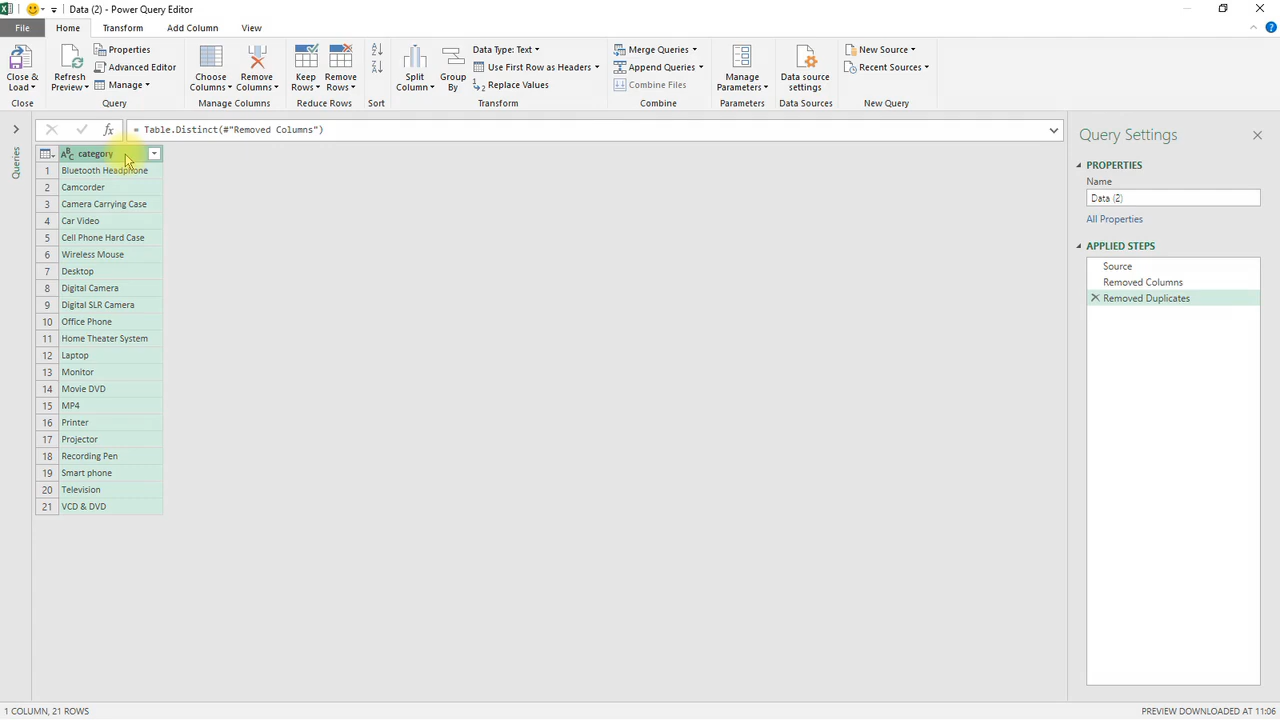 Data (2) - Power Query Editor
File Home Transform Add Column View
Close & Load
Close
Refresh Preview
Properties
Advanced Editor
Manage
Query
Choose Columns
Remove Columns
Manage Columns
Keep Rows
Remove Rows
Reduce Rows
Sort
Split Column
Group By
Data Type: Text
Use First Row as Headers
Replace Values
Transform
Merge Queries
Append Queries
Combine Files
Combine
Manage Parameters
Parameters
Data source settings
Data Sources
New Source
Recent Sources
New Query
fx = Table.Distinct(#"Removed Columns")
Queries
ABC category
1 Bluetooth Headphone
2 Camcorder
3 Camera Carrying Case
4 Car Video
5 Cell Phone Hard Case
6 Wireless Mouse
7 Desktop
8 Digital Camera
9 Digital SLR Camera
10 Office Phone
11 Home Theater System
12 Laptop
13 Monitor
14 Movie DVD
15 MP4
16 Printer
17 Projector
18 Recording Pen
19 Smart phone
20 Television
21 VCD & DVD
Query Settings
PROPERTIES
Name
Data (2)
All Properties
APPLIED STEPS
Source
Removed Columns
Removed Duplicates
1 COLUMN, 21 ROWS
PREVIEW DOWNLOADED AT 11:06